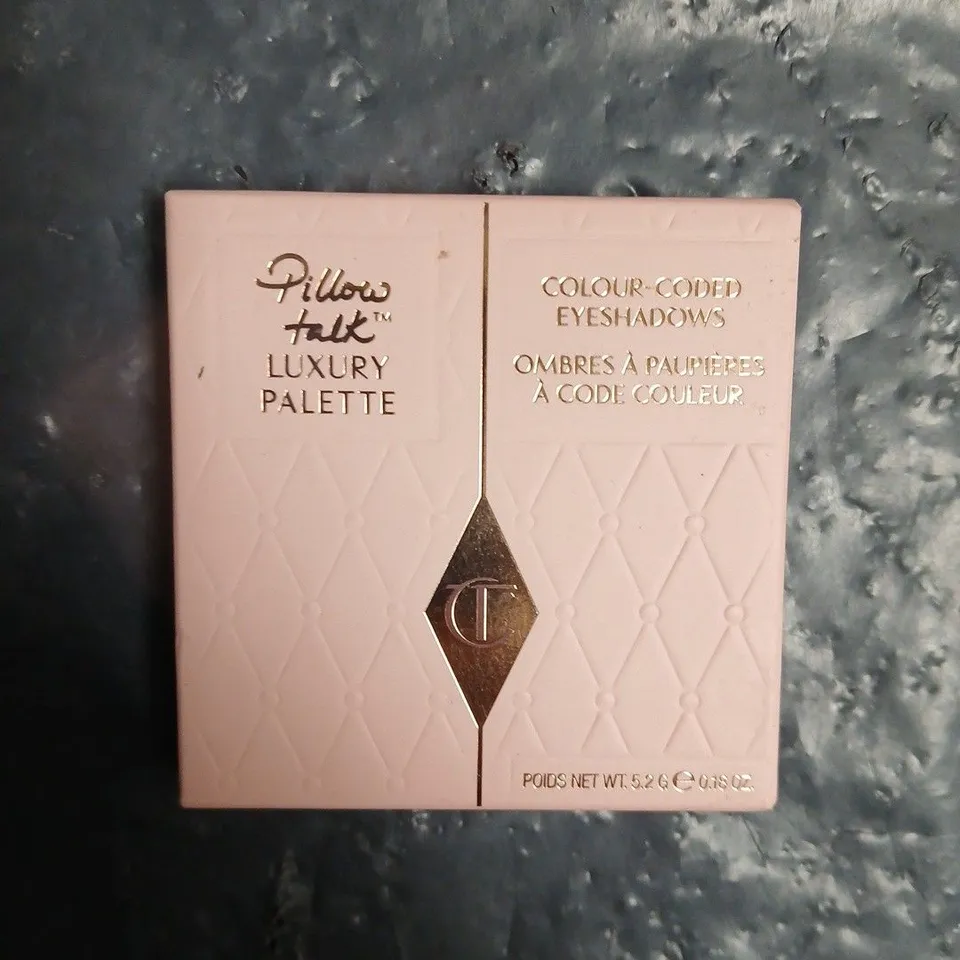 Pillow
talk™
LUXURY
PALETTE
COLOUR-CODED
EYESHADOWS
OMBRES À PAUPIÈRES
À CODE COULEUR
CT
POIDS NET WT. 5.2 G ℮ 0.18 OZ.